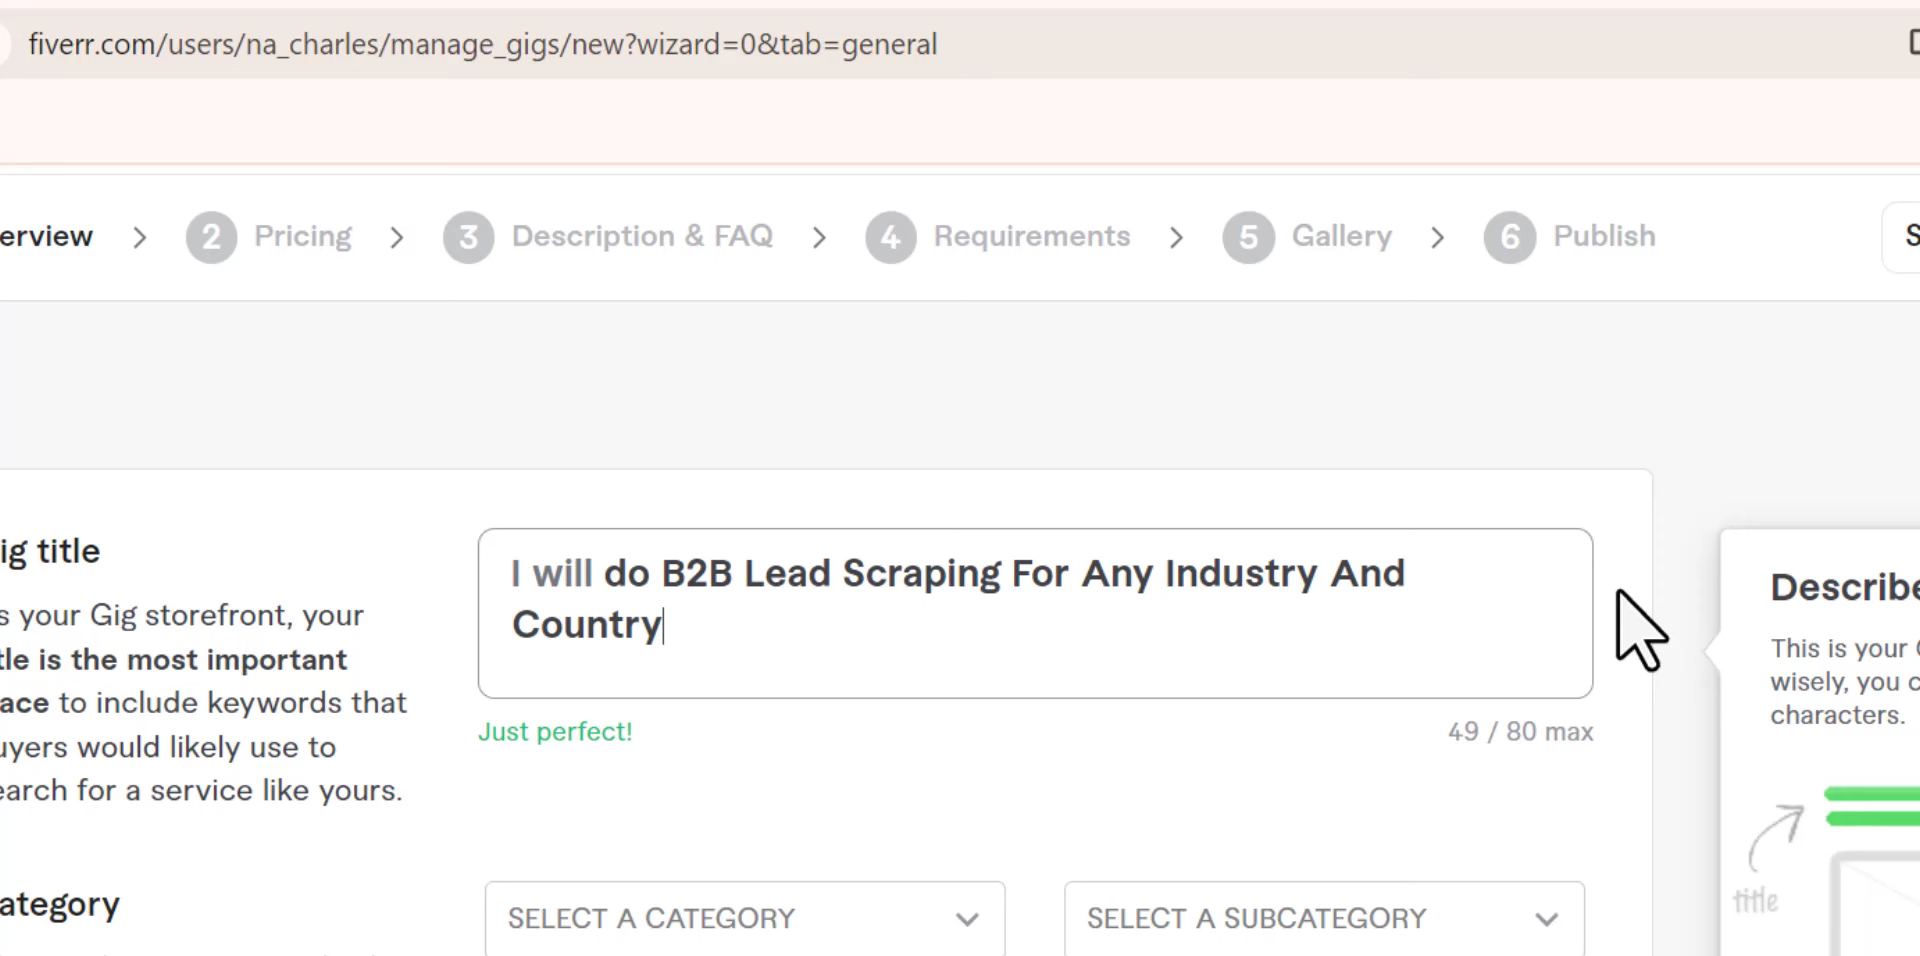 fiverr.com/users/na_charles/manage_gigs/new?wizard=0&tab=general
erview > 2 Pricing > 3 Description & FAQ > 4 Requirements > 5 Gallery > 6 Publish S
ig title
s your Gig storefront, your
tle is the most important
ace to include keywords that
uyers would likely use to
earch for a service like yours.
I will do B2B Lead Scraping For Any Industry And
Country
Just perfect! 49 / 80 max
Describe
This is your
wisely, you c
characters.
title
ategory
SELECT A CATEGORY
SELECT A SUBCATEGORY